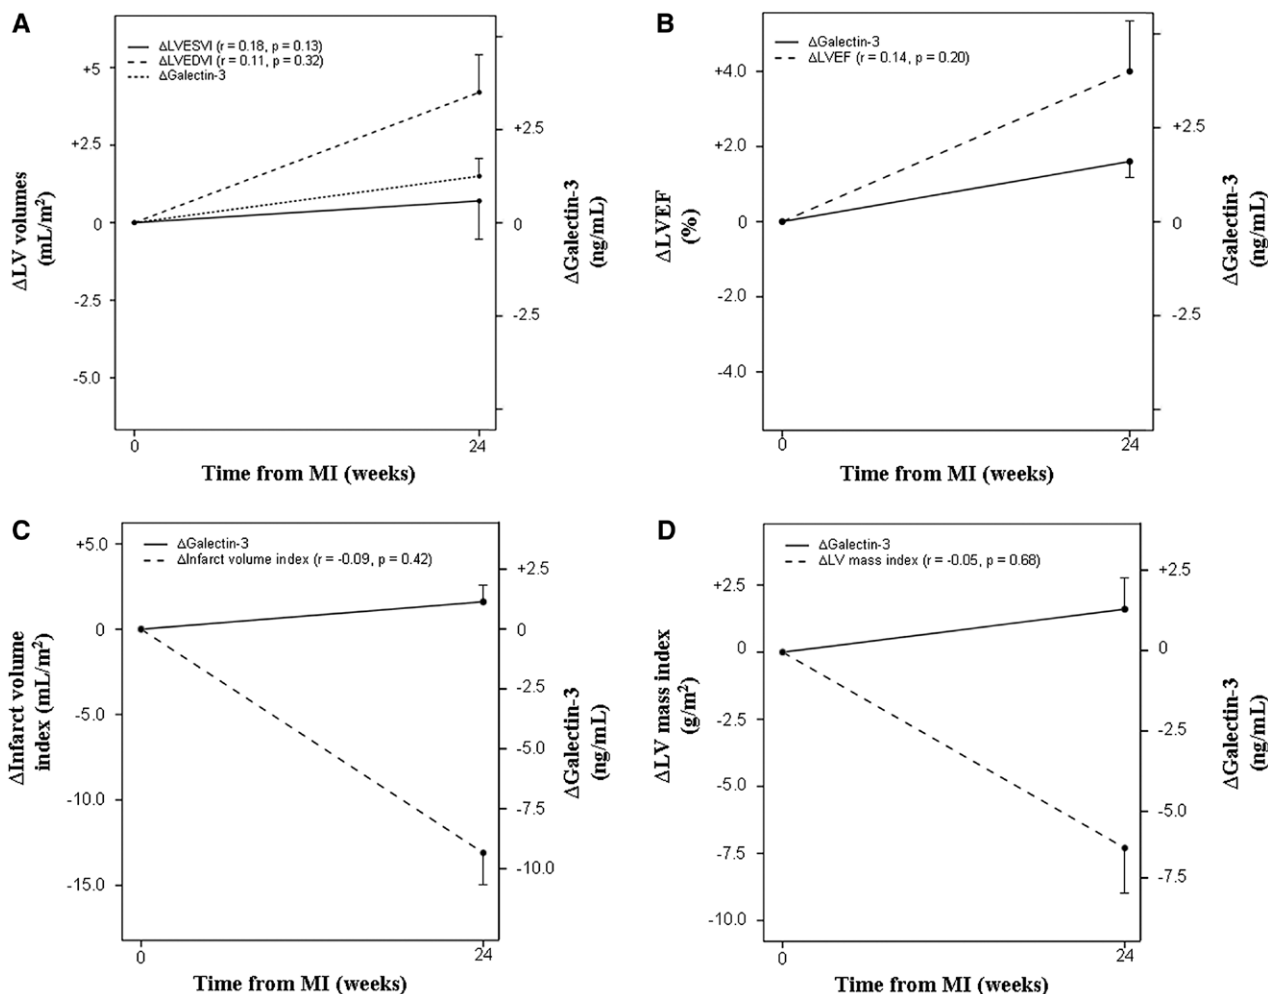 A
ΔLVESVI (r = 0.18, p = 0.13)
ΔLVEDVI (r = 0.11, p = 0.32)
ΔGalectin-3
+5
+2.5
0
-2.5
-5.0
ΔLV volumes
(mL/m²)
+2.5
0
-2.5
ΔGalectin-3
(ng/mL)
0
24
Time from MI (weeks)
B
ΔGalectin-3
ΔLVEF (r = 0.14, p = 0.20)
+4.0
+2.0
0
-2.0
-4.0
ΔLVEF
(%)
+2.5
0
-2.5
ΔGalectin-3
(ng/mL)
0
24
Time from MI (weeks)
C
ΔGalectin-3
ΔInfarct volume index (r = -0.09, p = 0.42)
+5.0
0
-5.0
-10.0
-15.0
ΔInfarct volume
index (mL/m²)
+2.5
0
-2.5
-5.0
-7.5
-10.0
ΔGalectin-3
(ng/mL)
0
24
Time from MI (weeks)
D
ΔGalectin-3
ΔLV mass index (r = -0.05, p = 0.68)
+2.5
0
-2.5
-5.0
-7.5
-10.0
ΔLV mass index
(g/m²)
+2.5
0
-2.5
-5.0
-7.5
ΔGalectin-3
(ng/mL)
0
24
Time from MI (weeks)